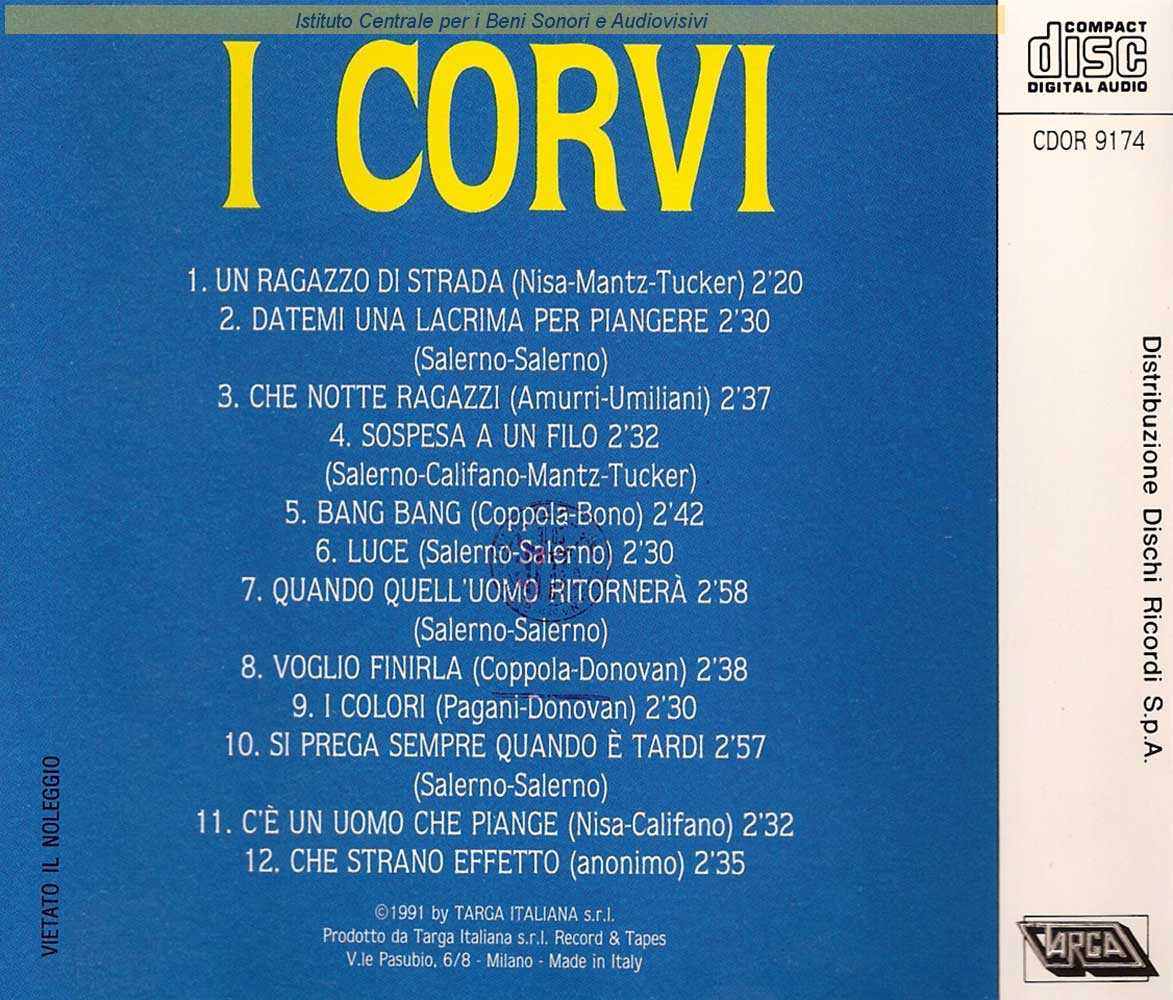 Istituto Centrale per i Beni Sonori e Audiovisivi
I CORVI
1. UN RAGAZZO DI STRADA (Nisa-Mantz-Tucker) 2'20
2. DATEMI UNA LACRIMA PER PIANGERE 2'30
(Salerno-Salerno)
3. CHE NOTTE RAGAZZI (Amurri-Umiliani) 2'37
4. SOSPESA A UN FILO 2'32
(Salerno-Califano-Mantz-Tucker)
5. BANG BANG (Coppola-Bono) 2'42
6. LUCE (Salerno-Salerno) 2'30
7. QUANDO QUELL'UOMO RITORNERÀ 2'58
(Salerno-Salerno)
8. VOGLIO FINIRLA (Coppola-Donovan) 2'38
9. I COLORI (Pagani-Donovan) 2'30
10. SI PREGA SEMPRE QUANDO È TARDI 2'57
(Salerno-Salerno)
11. C'È UN UOMO CHE PIANGE (Nisa-Califano) 2'32
12. CHE STRANO EFFETTO (anonimo) 2'35
©1991 by TARGA ITALIANA s.r.l.
Prodotto da Targa Italiana s.r.l. Record & Tapes
V.le Pasubio, 6/8 - Milano - Made in Italy
VIETATO IL NOLEGGIO
COMPACT
disc
DIGITAL AUDIO
CDOR 9174
Distribuzione Dischi Ricordi S.p.A.
TARGA